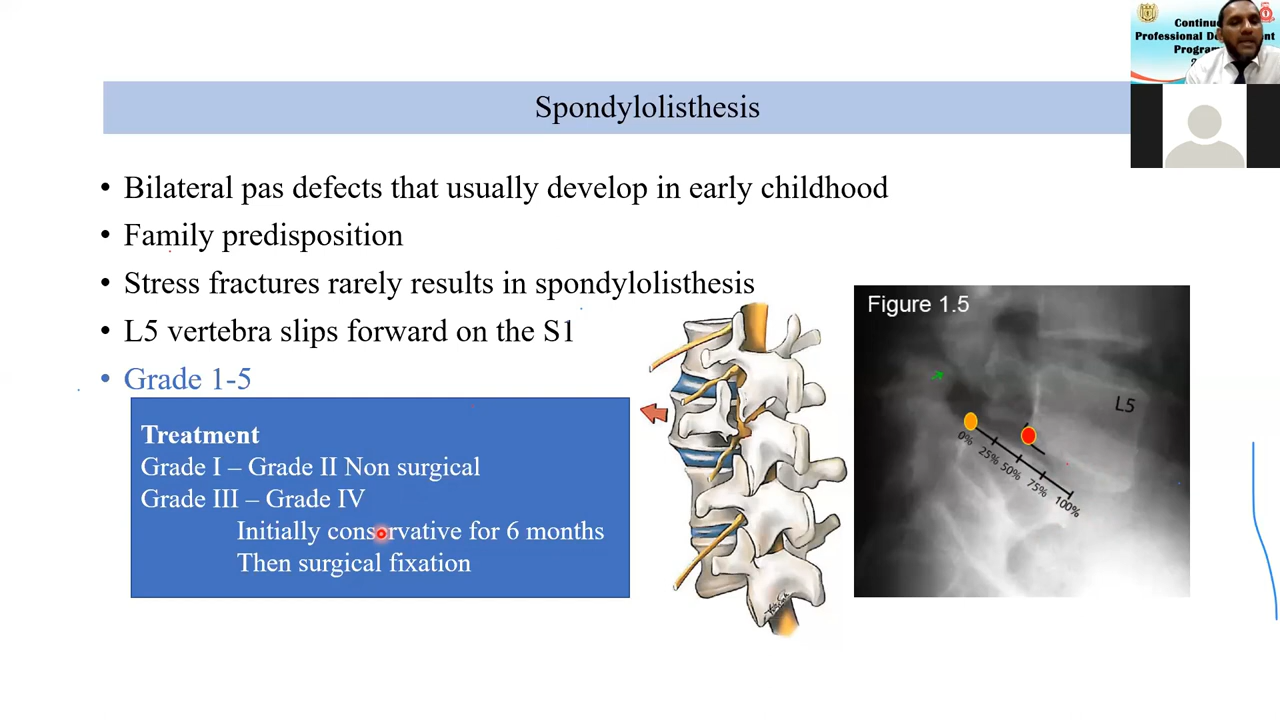 Continu
Professional De ment
Program
Spondylolisthesis
• Bilateral pas defects that usually develop in early childhood
• Family predisposition
• Stress fractures rarely results in spondylolisthesis
• L5 vertebra slips forward on the S1
• Grade 1-5
Treatment
Grade I – Grade II Non surgical
Grade III – Grade IV
Initially conservative for 6 months
Then surgical fixation
Figure 1.5
L5
0%
25%
50%
75%
100%